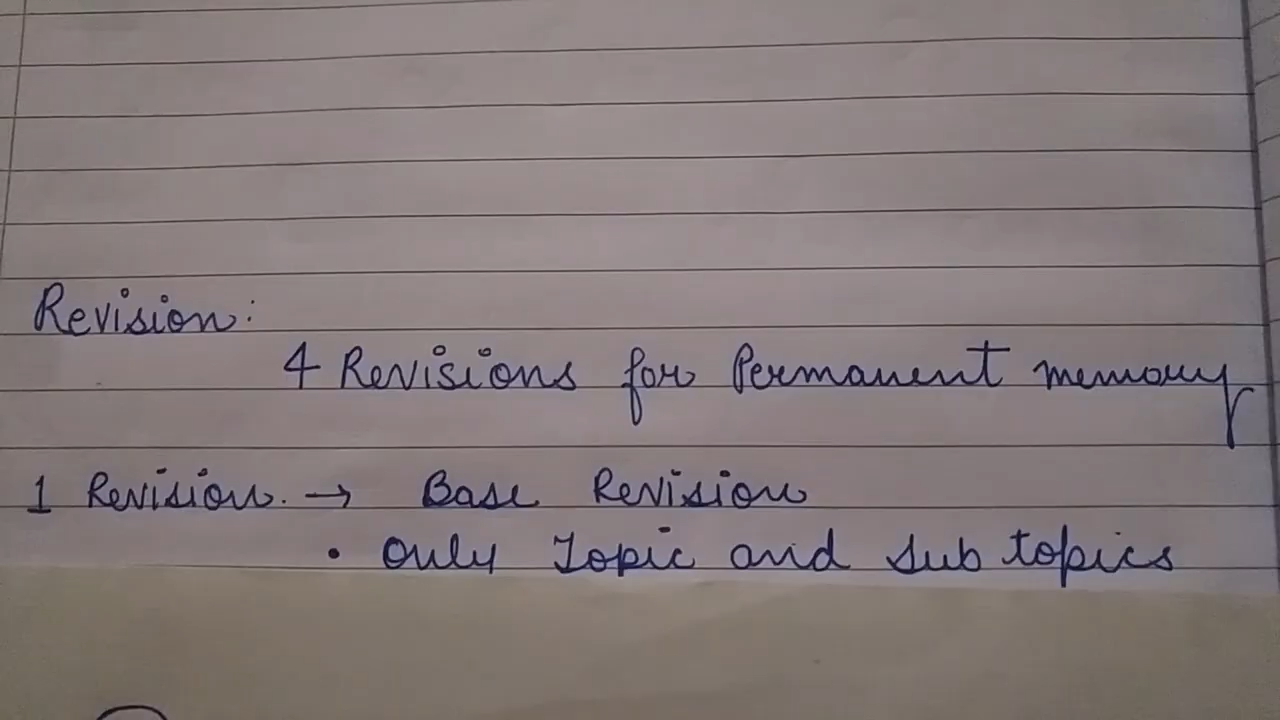 Revision:
4 Revisions for Permanent memory
1 Revision. → Base Revision
• Only Topic and Sub topics